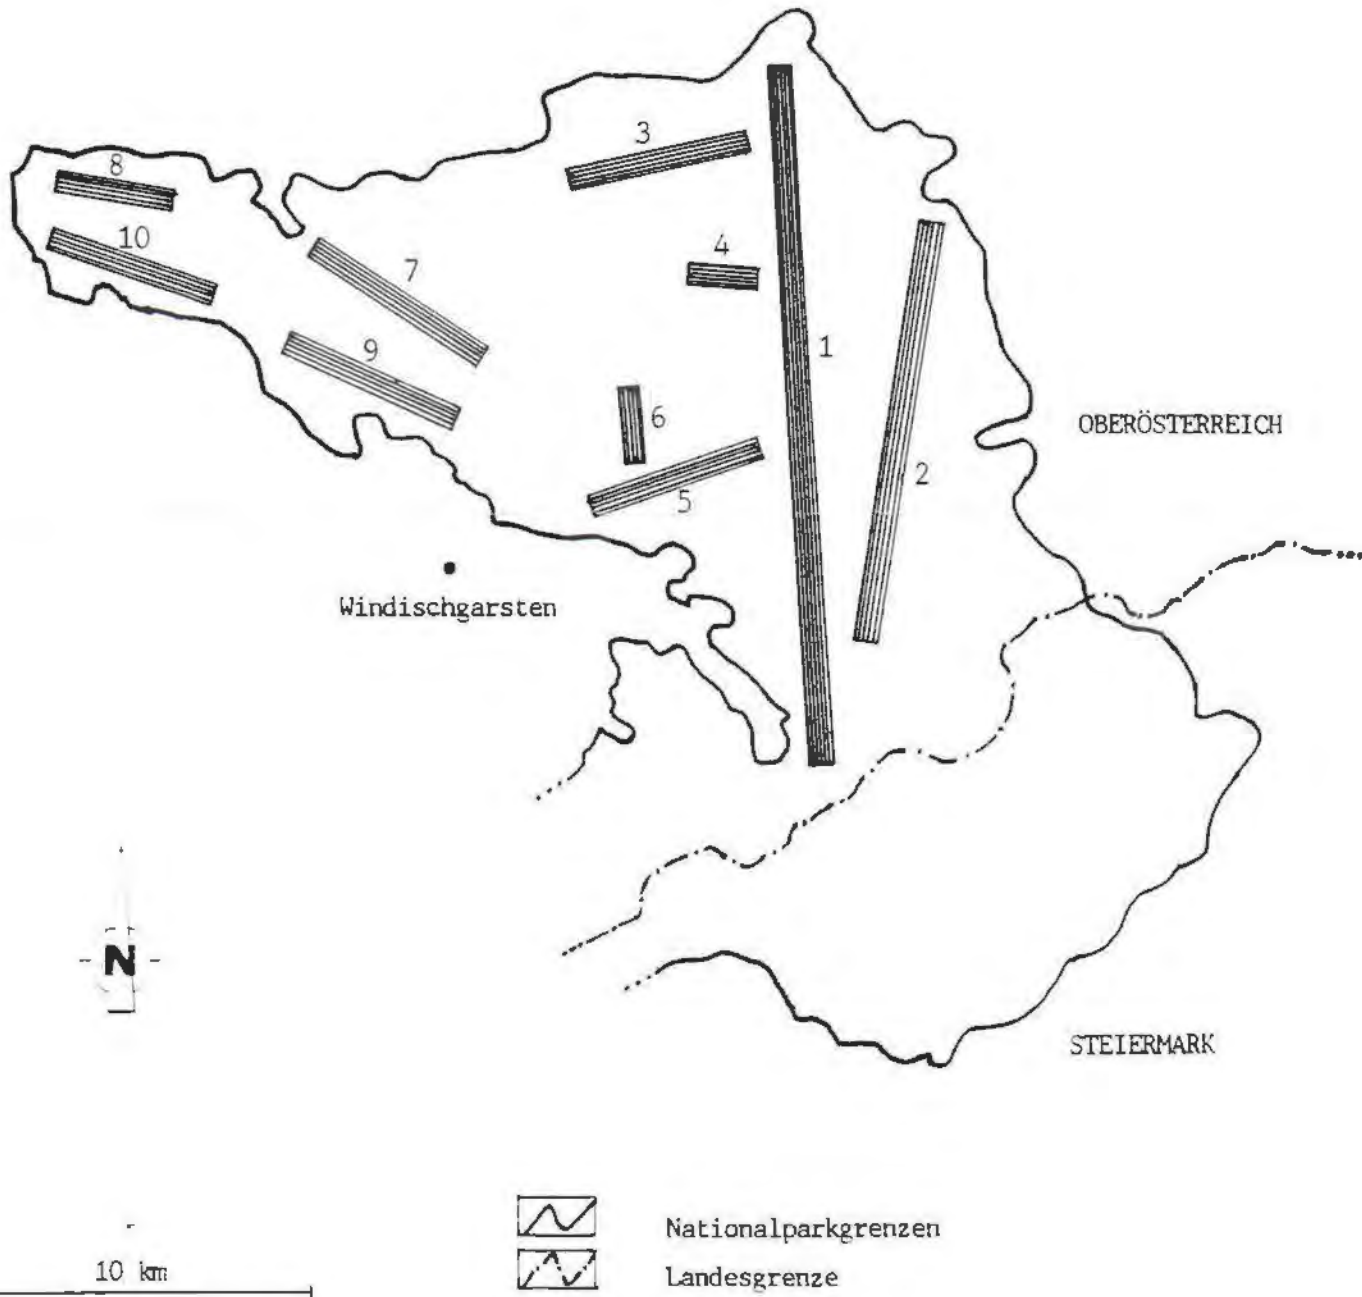 3
8
10
4
7
1
9
6
2
5
OBERÖSTERREICH
Windischgarsten
N
STEIERMARK
Nationalparkgrenzen
10 km
Landesgrenze